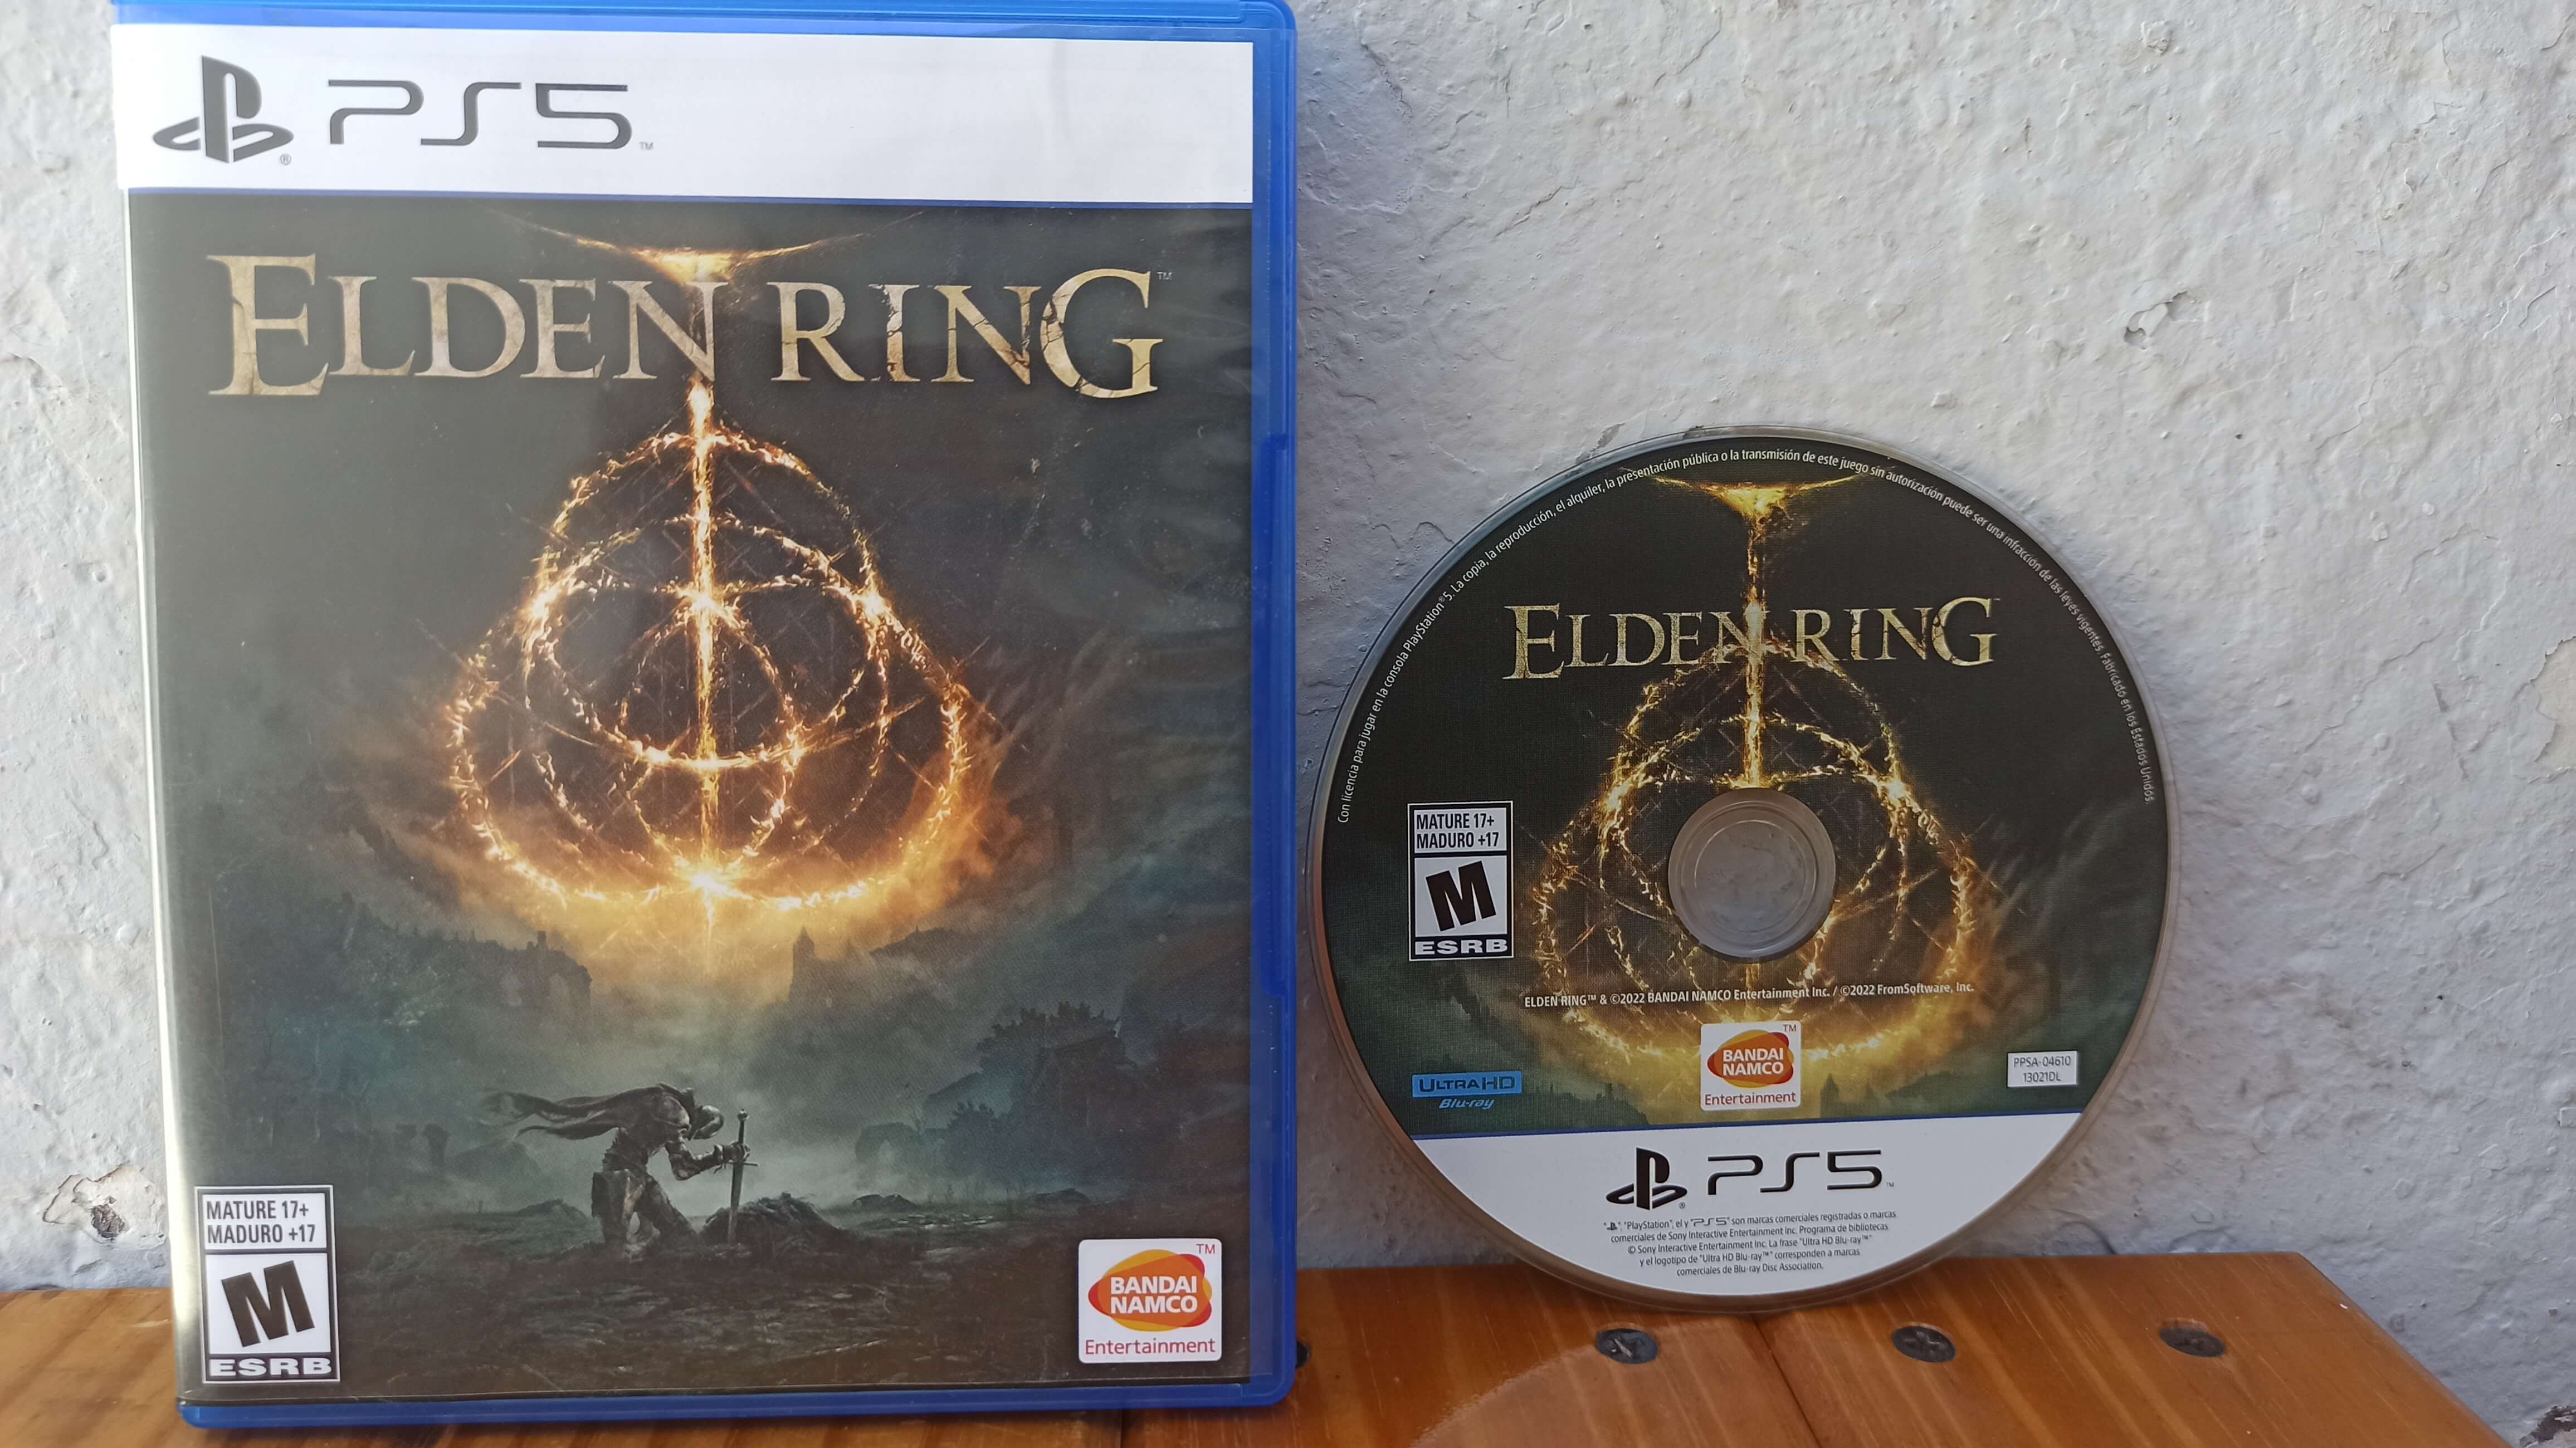 PS5™
ELDEN RING™
MATURE 17+
MADURO +17
M
ESRB
BANDAI
NAMCO
Entertainment
TM
Con licencia para jugar en la consola PlayStation®5. La copia, la reproducción, el alquiler, la presentación pública o la transmisión de este juego sin autorización puede ser una infracción de las leyes vigentes. Fabricado en los Estados Unidos.
ELDEN RING
MATURE 17+
MADURO +17
M
ESRB
ELDEN RING™ & ©2022 BANDAI NAMCO Entertainment Inc. / ©2022 FromSoftware, Inc.
ULTRA HD
Blu-ray
BANDAI
NAMCO
Entertainment
TM
PPSA-04610
13021DL
PS5™
"PlayStation", el y "PS5" son marcas comerciales registradas o marcas
comerciales de Sony Interactive Entertainment Inc. Programa de bibliotecas
© Sony Interactive Entertainment Inc. La frase "Ultra HD Blu-ray™"
y el logotipo de "Ultra HD Blu-ray™" corresponden a marcas
comerciales de Blu-ray Disc Association.